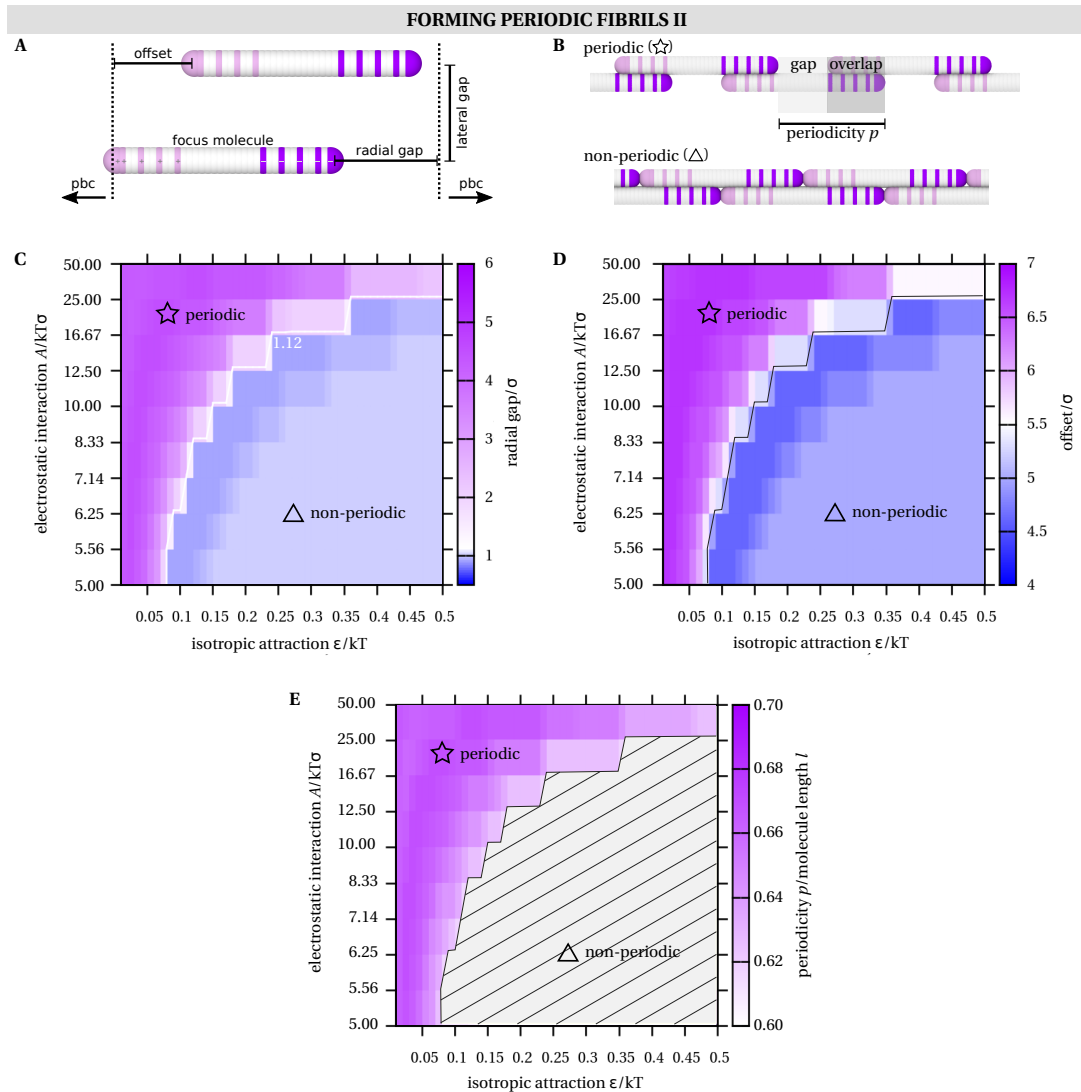 FORMING PERIODIC FIBRILS II
A
offset
lateral gap
focus molecule
radial gap
pbc
pbc
B
periodic (☆)
gap
overlap
periodicity p
non-periodic (△)
C
electrostatic interaction A/kTσ
50.00
25.00
16.67
12.50
10.00
8.33
7.14
6.25
5.56
5.00
periodic
1.12
non-periodic
0.05 0.1 0.15 0.2 0.25 0.3 0.35 0.4 0.45 0.5
isotropic attraction ε/kT
6
5
4
3
2
1
radial gap/σ
D
electrostatic interaction A/kTσ
50.00
25.00
16.67
12.50
10.00
8.33
7.14
6.25
5.56
5.00
periodic
non-periodic
0.05 0.1 0.15 0.2 0.25 0.3 0.35 0.4 0.45 0.5
isotropic attraction ε/kT
7
6.5
6
5.5
5
4.5
4
offset/σ
E
electrostatic interaction A/kTσ
50.00
25.00
16.67
12.50
10.00
8.33
7.14
6.25
5.56
5.00
periodic
non-periodic
0.05 0.1 0.15 0.2 0.25 0.3 0.35 0.4 0.45 0.5
isotropic attraction ε/kT
0.70
0.68
0.66
0.64
0.62
0.60
periodicity p/molecule length l